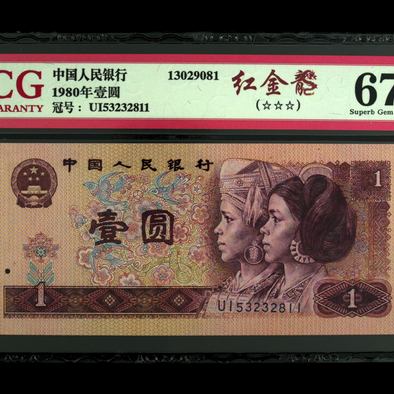 CG
ARANTY
中国人民银行
1980年壹圆
冠号： UI53232811
13029081
红金龍
(☆☆☆)
67
Superb Gem
中国人民银行
1
壹圆
1
UI53232811
1